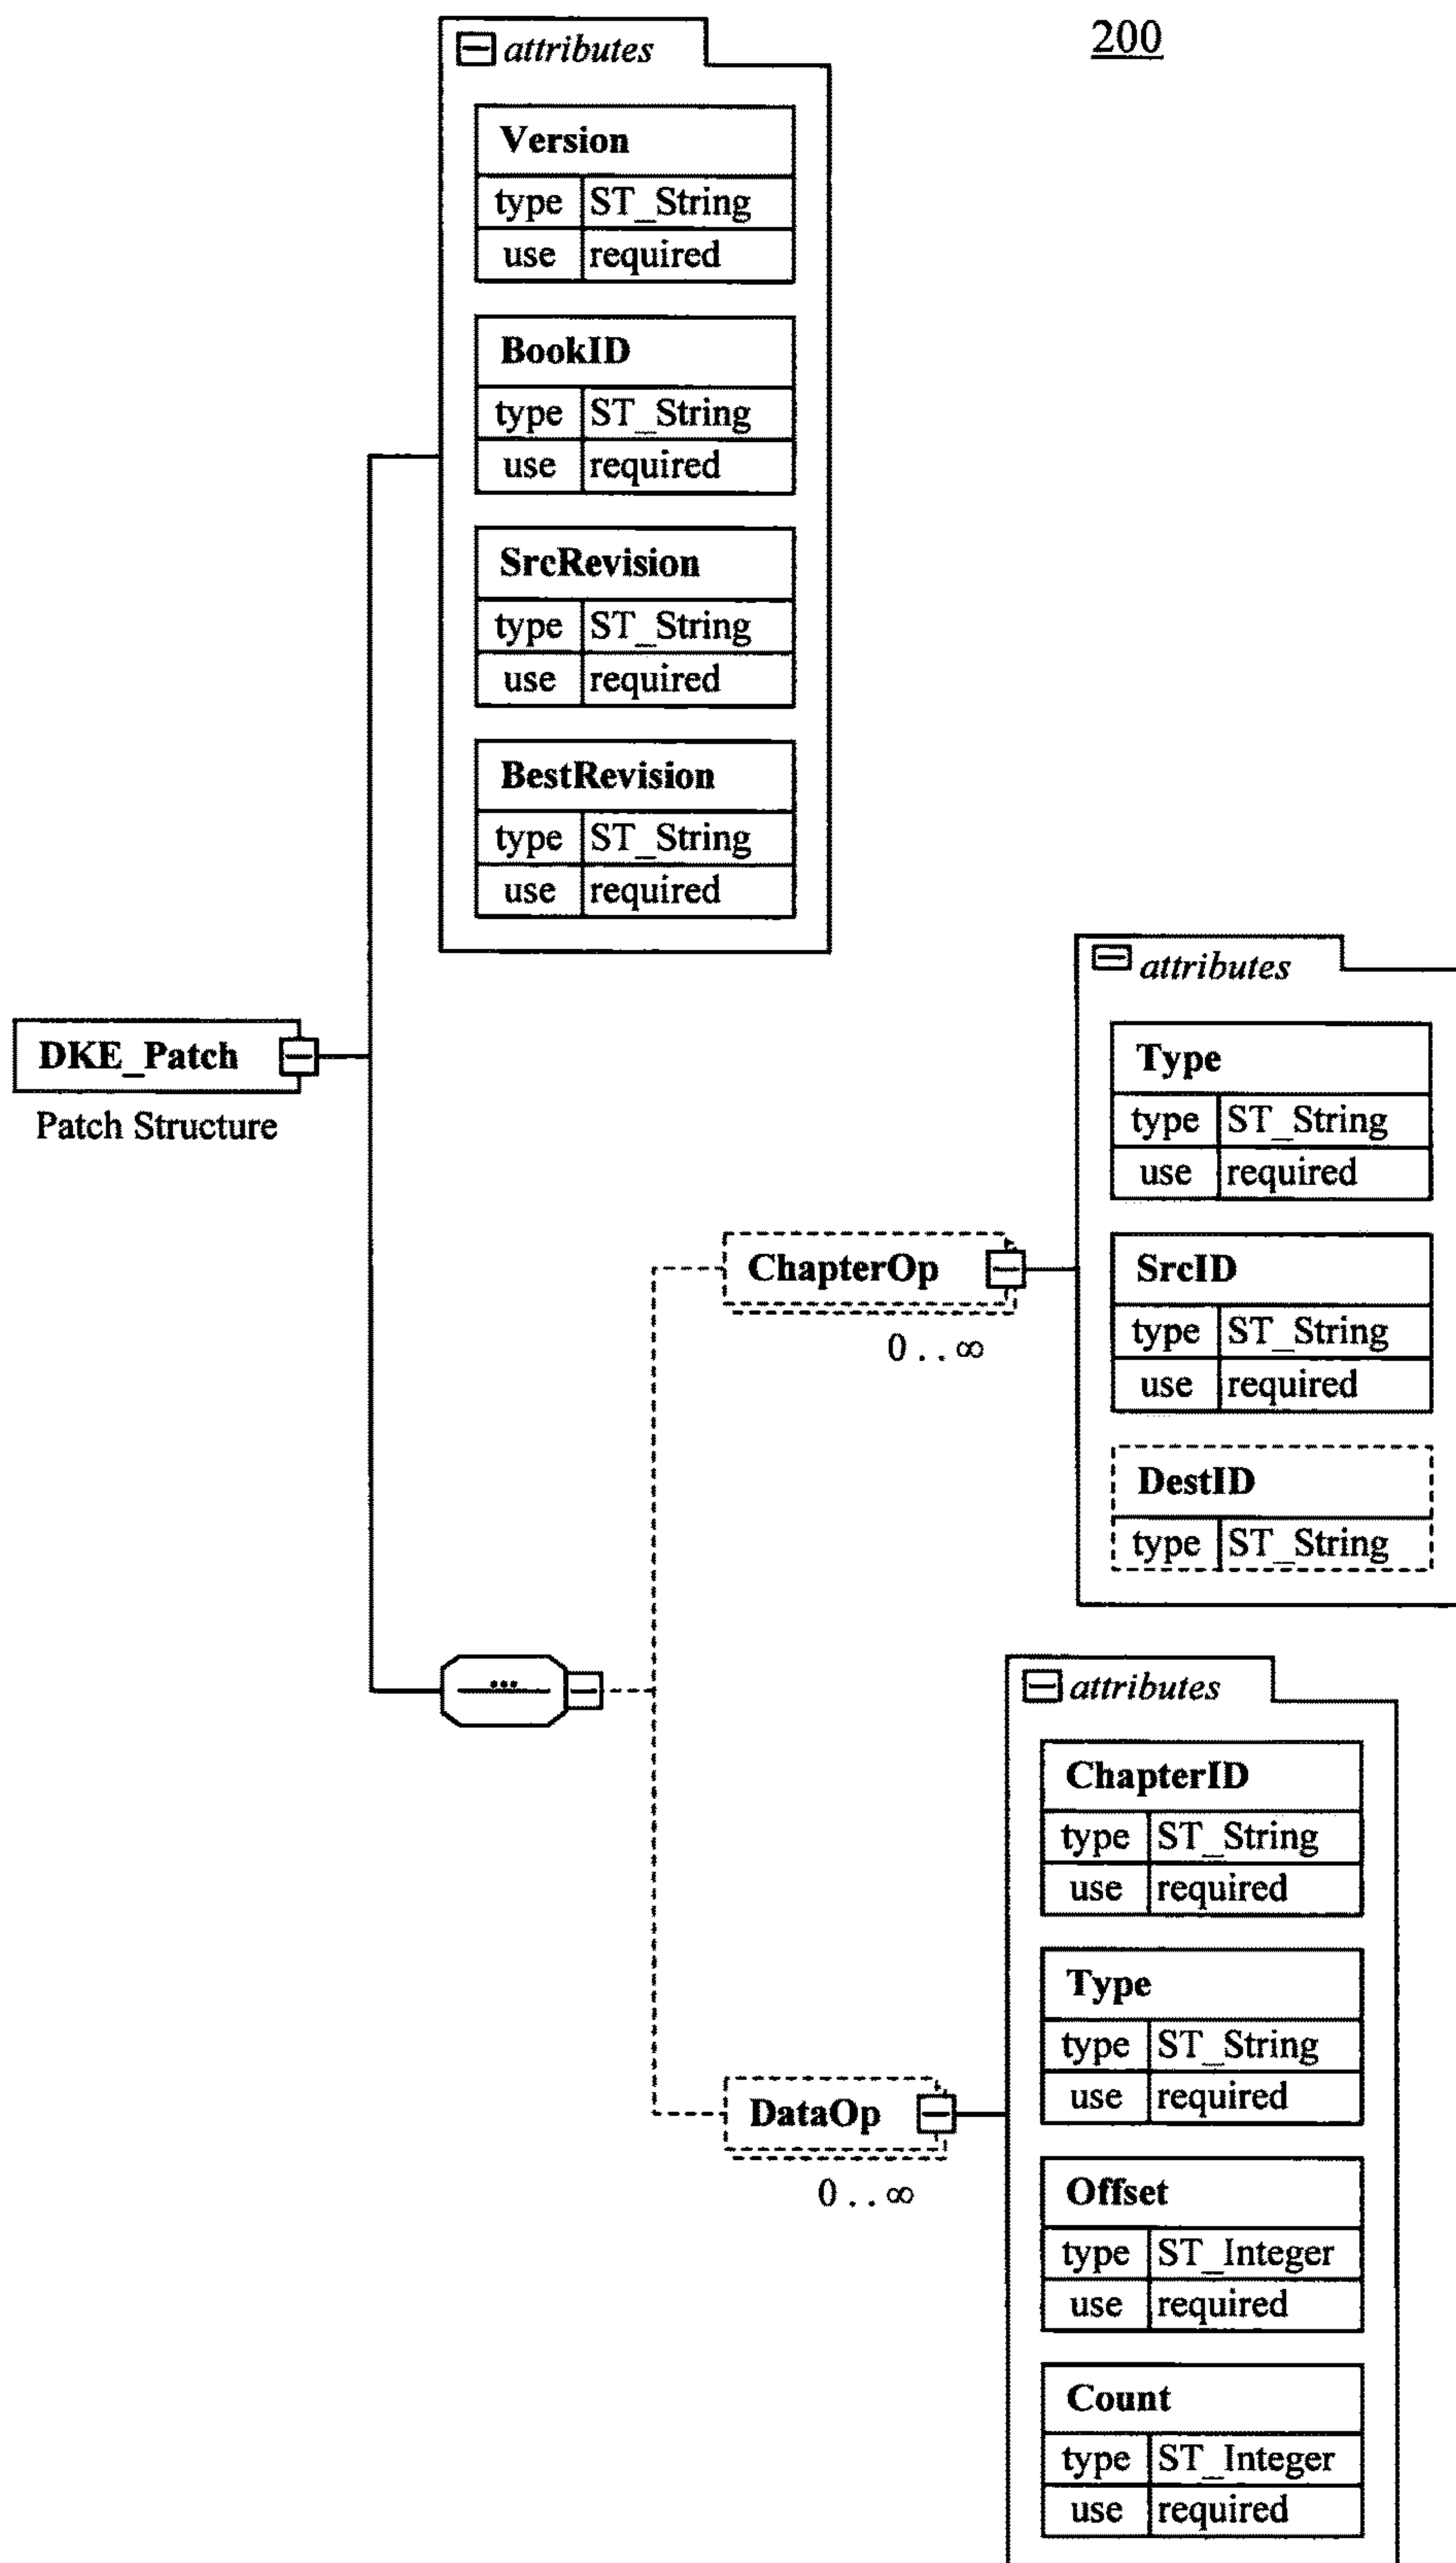 200
attributes
Version
type ST_String
use required
BookID
type ST_String
use required
SrcRevision
type ST_String
use required
BestRevision
type ST_String
use required
DKE_Patch
Patch Structure
attributes
Type
type ST_String
use required
SrcID
type ST_String
use required
DestID
type ST_String
ChapterOp
0 . . ∞
...
attributes
ChapterID
type ST_String
use required
Type
type ST_String
use required
Offset
type ST_Integer
use required
Count
type ST_Integer
use required
DataOp
0 . . ∞